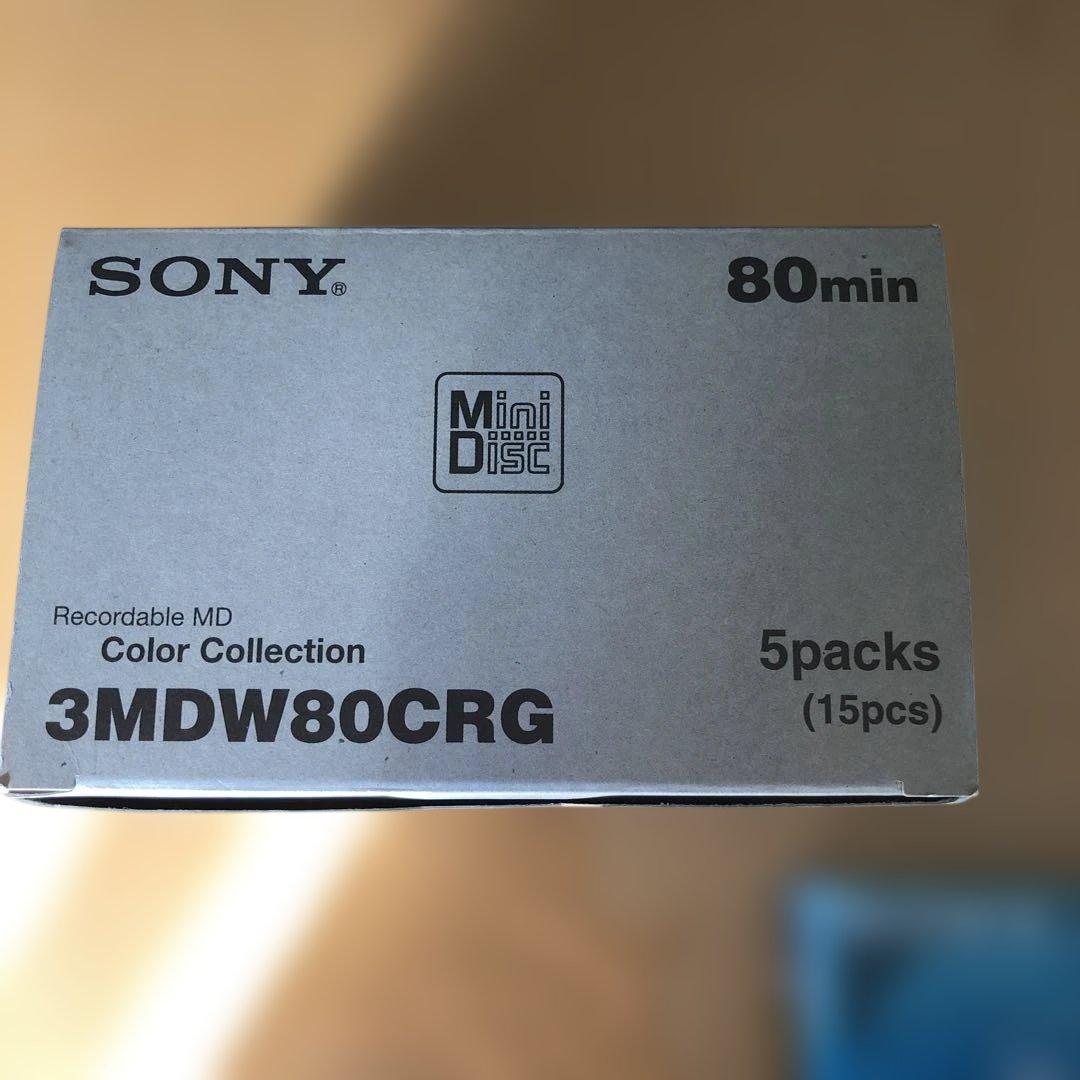 SONY®
80min
Mini
Disc
Recordable MD
Color Collection
3MDW80CRG
5packs
(15pcs)